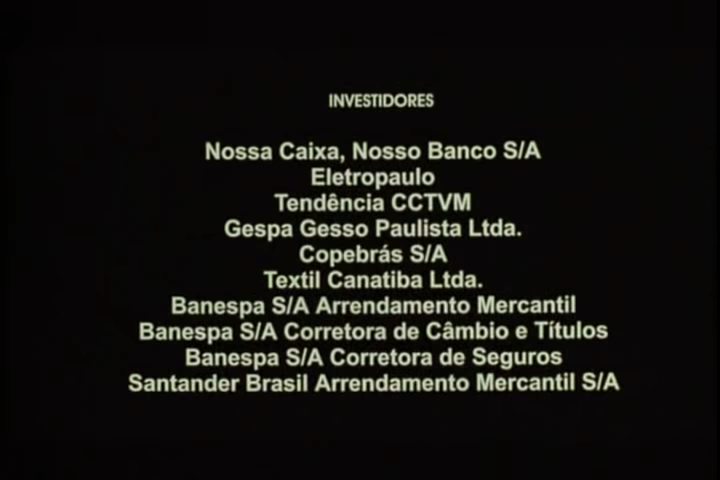 INVESTIDORES
Nossa Caixa, Nosso Banco S/A
Eletropaulo
Tendência CCTVM
Gespa Gesso Paulista Ltda.
Copebrás S/A
Textil Canatiba Ltda.
Banespa S/A Arrendamento Mercantil
Banespa S/A Corretora de Câmbio e Títulos
Banespa S/A Corretora de Seguros
Santander Brasil Arrendamento Mercantil S/A